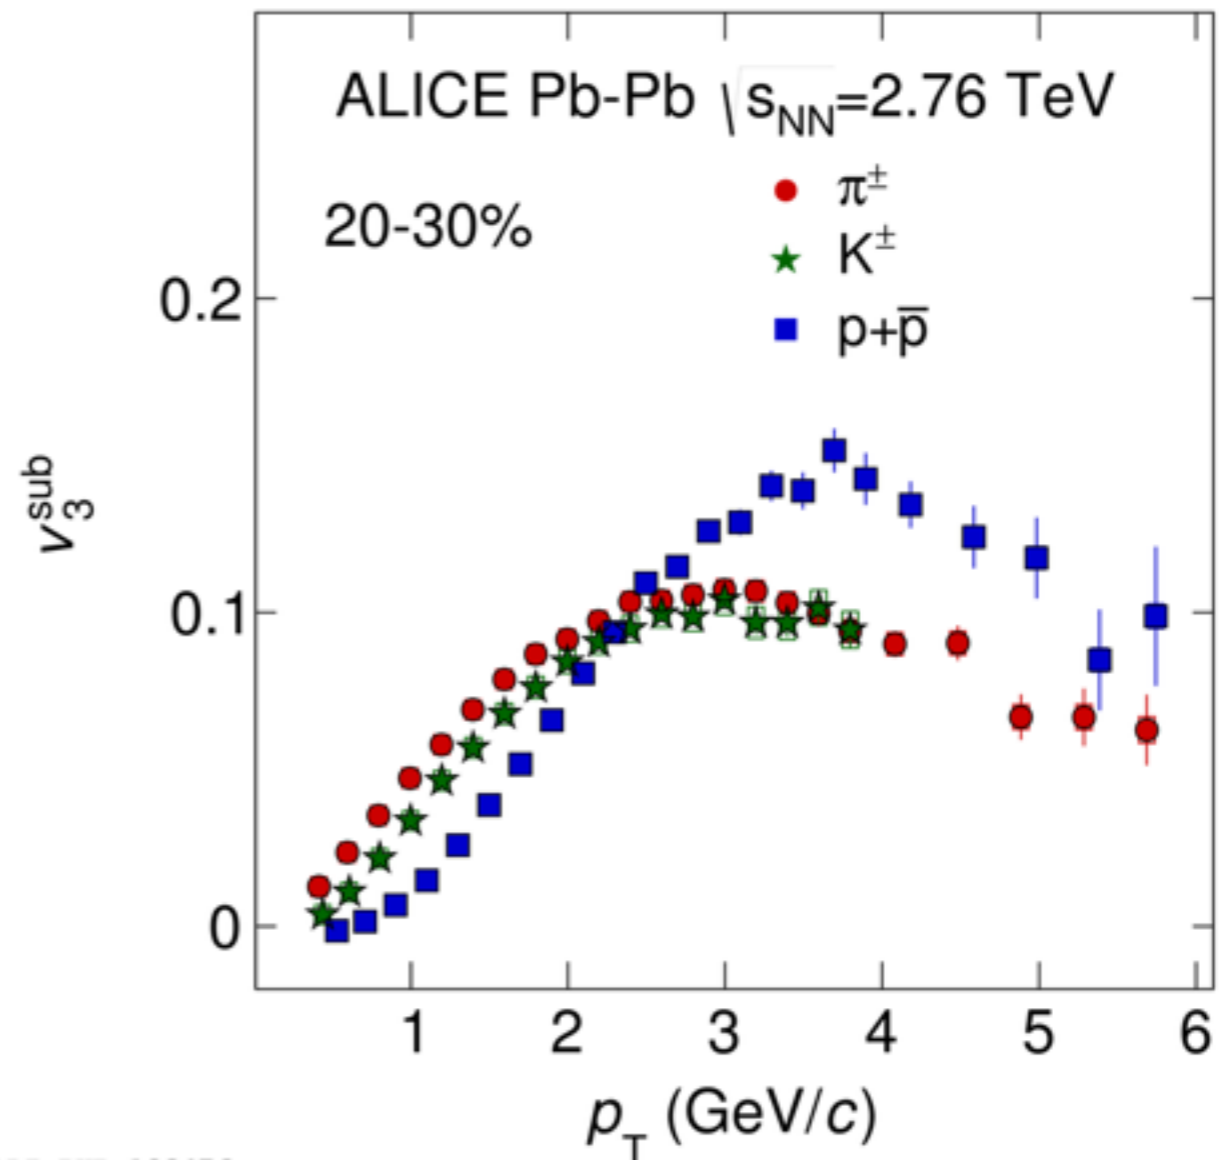 ALICE Pb-Pb √sNN=2.76 TeV
π±
20-30%
K±
0.2
p+p̅
v3sub
0.1
0
1 2 3 4 5 6
pT (GeV/c)